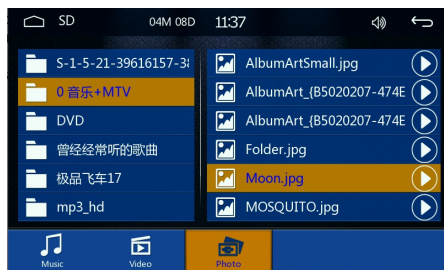 SD 04M 08D 11:37
S-1-5-21-39616157-38
0 音乐+MTV
DVD
曾经经常听的歌曲
极品飞车17
mp3_hd
AlbumArtSmall.jpg
AlbumArt_{B5020207-474E
AlbumArt_{B5020207-474E
Folder.jpg
Moon.jpg
MOSQUITO.jpg
Music Video Photo